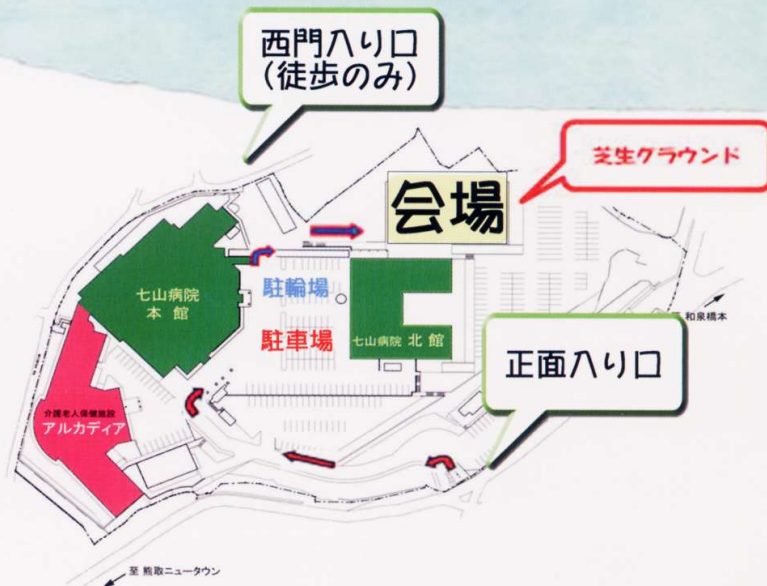 西門入り口
(徒歩のみ)
芝生グラウンド
会場
七山病院
本館
駐輪場
駐車場
七山病院 北館
和泉橋本
正面入り口
介護老人保健施設
アルカディア
至 熊取ニュータウン